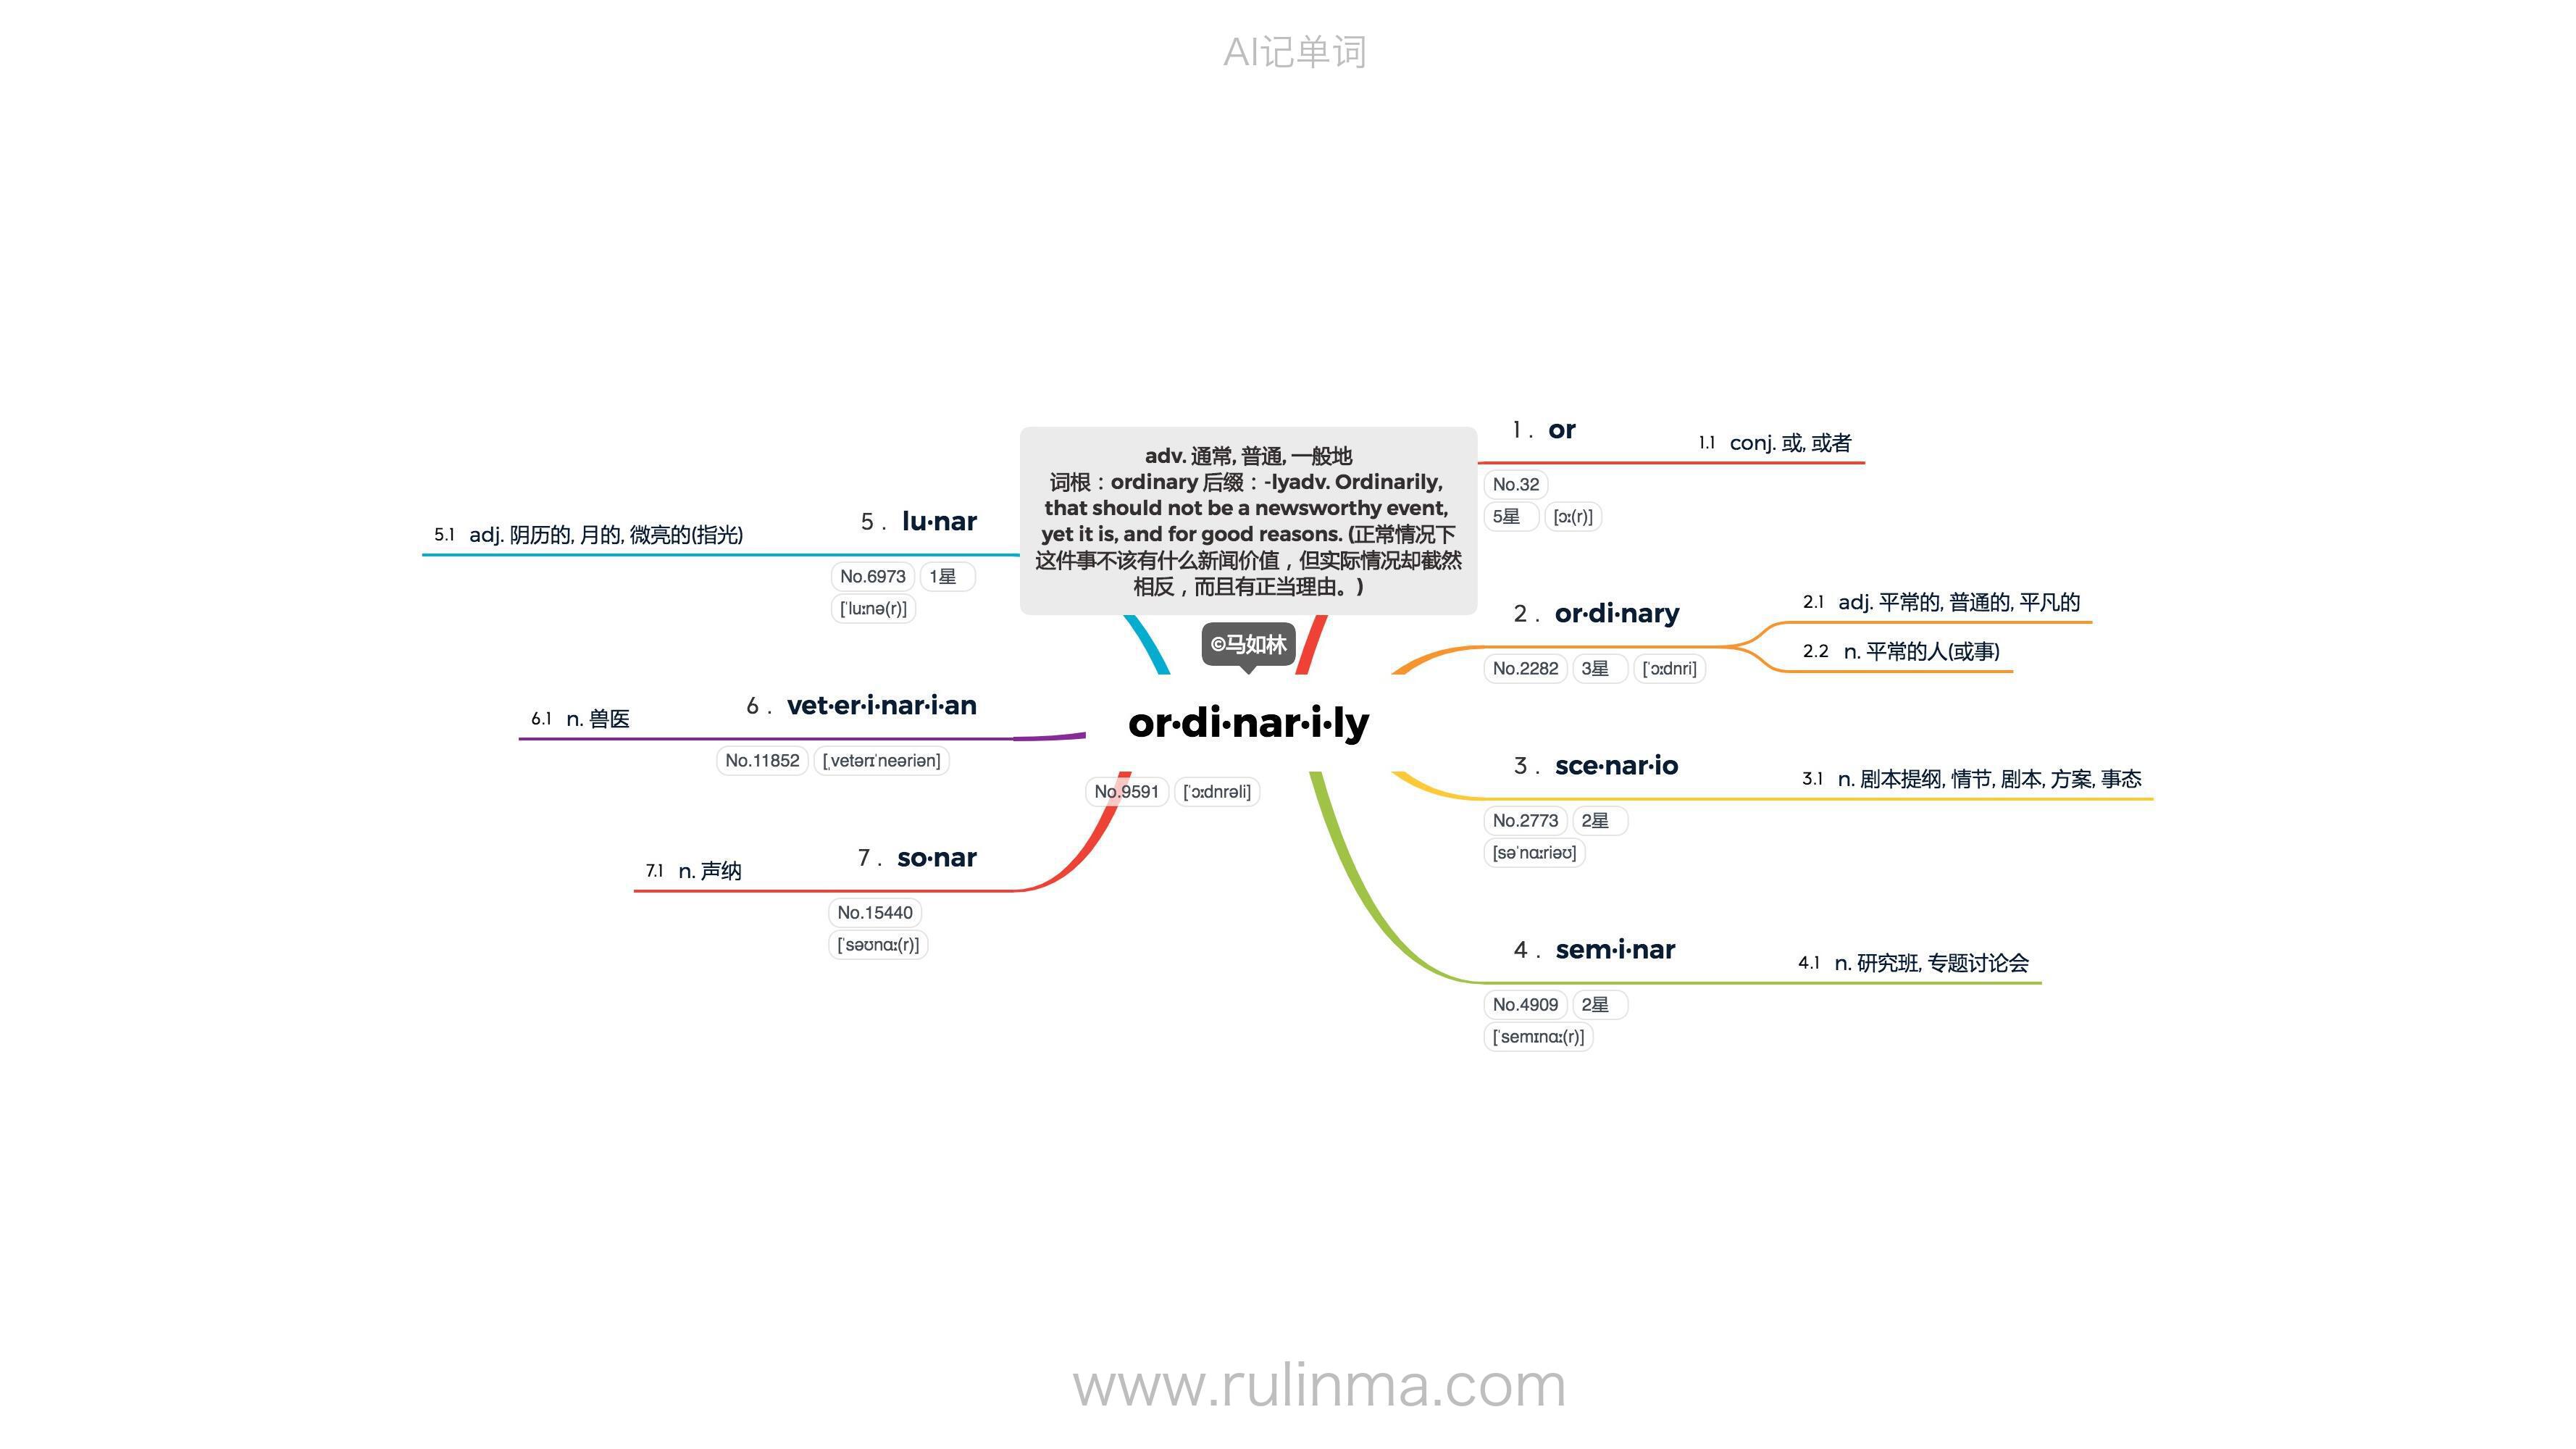 AI记单词
adv. 通常, 普通, 一般地
词根：ordinary 后缀：-lyadv. Ordinarily,
that should not be a newsworthy event,
yet it is, and for good reasons. (正常情况下
这件事不该有什么新闻价值，但实际情况却截然
相反，而且有正当理由。)
©马如林
or·di·nar·i·ly
No.9591 [ˈɔːdnrəli]
1. or
1.1 conj. 或, 或者
No.32
5星 [ɔː(r)]
2. or·di·nary
2.1 adj. 平常的, 普通的, 平凡的
2.2 n. 平常的人(或事)
No.2282 3星 [ˈɔːdnri]
3. sce·nar·io
3.1 n. 剧本提纲, 情节, 剧本, 方案, 事态
No.2773 2星
[səˈnɑːriəʊ]
4. sem·i·nar
4.1 n. 研究班, 专题讨论会
No.4909 2星
[ˈsemɪnɑː(r)]
5. lu·nar
5.1 adj. 阴历的, 月的, 微亮的(指光)
No.6973 1星
[ˈluːnə(r)]
6. vet·er·i·nar·i·an
6.1 n. 兽医
No.11852 [ˌvetərɪˈneəriən]
7. so·nar
7.1 n. 声纳
No.15440
[ˈsəʊnɑː(r)]
www.rulinma.com